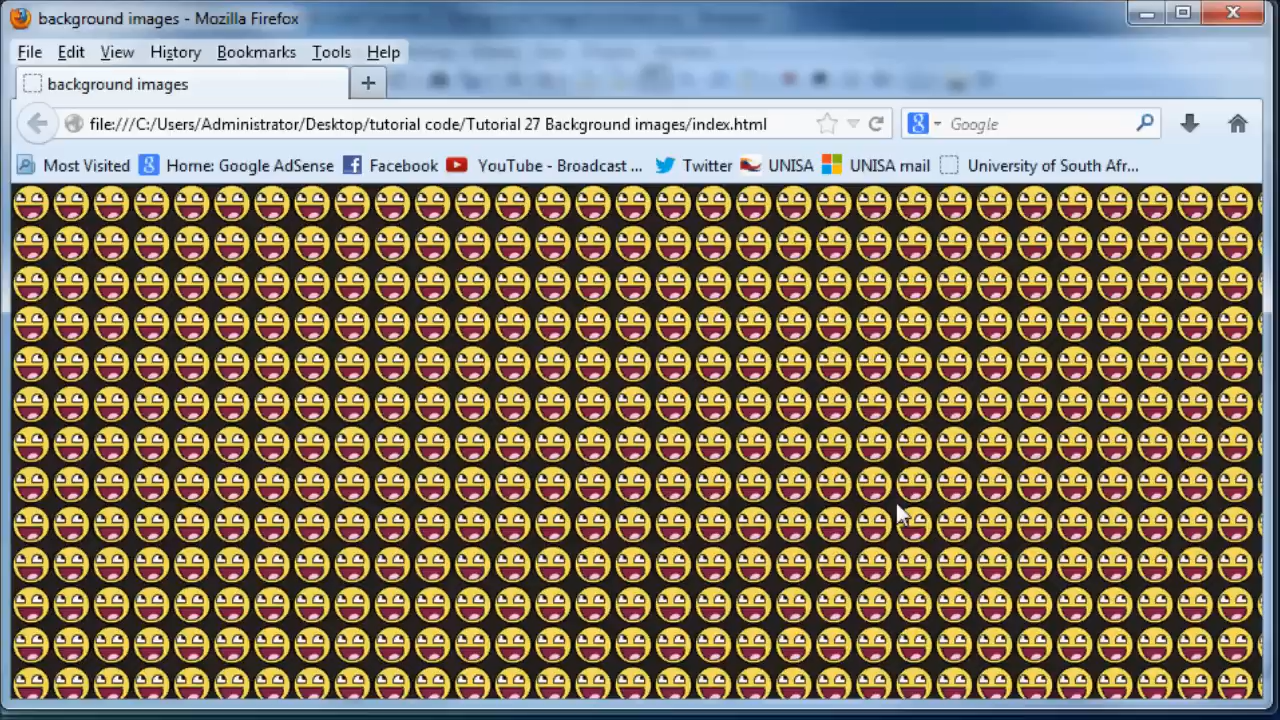 background images - Mozilla Firefox
File Edit View History Bookmarks Tools Help
background images
file:///C:/Users/Administrator/Desktop/tutorial code/Tutorial 27 Background images/index.html Google
Most Visited Home: Google AdSense Facebook YouTube - Broadcast ... Twitter UNISA UNISA mail University of South Afr...